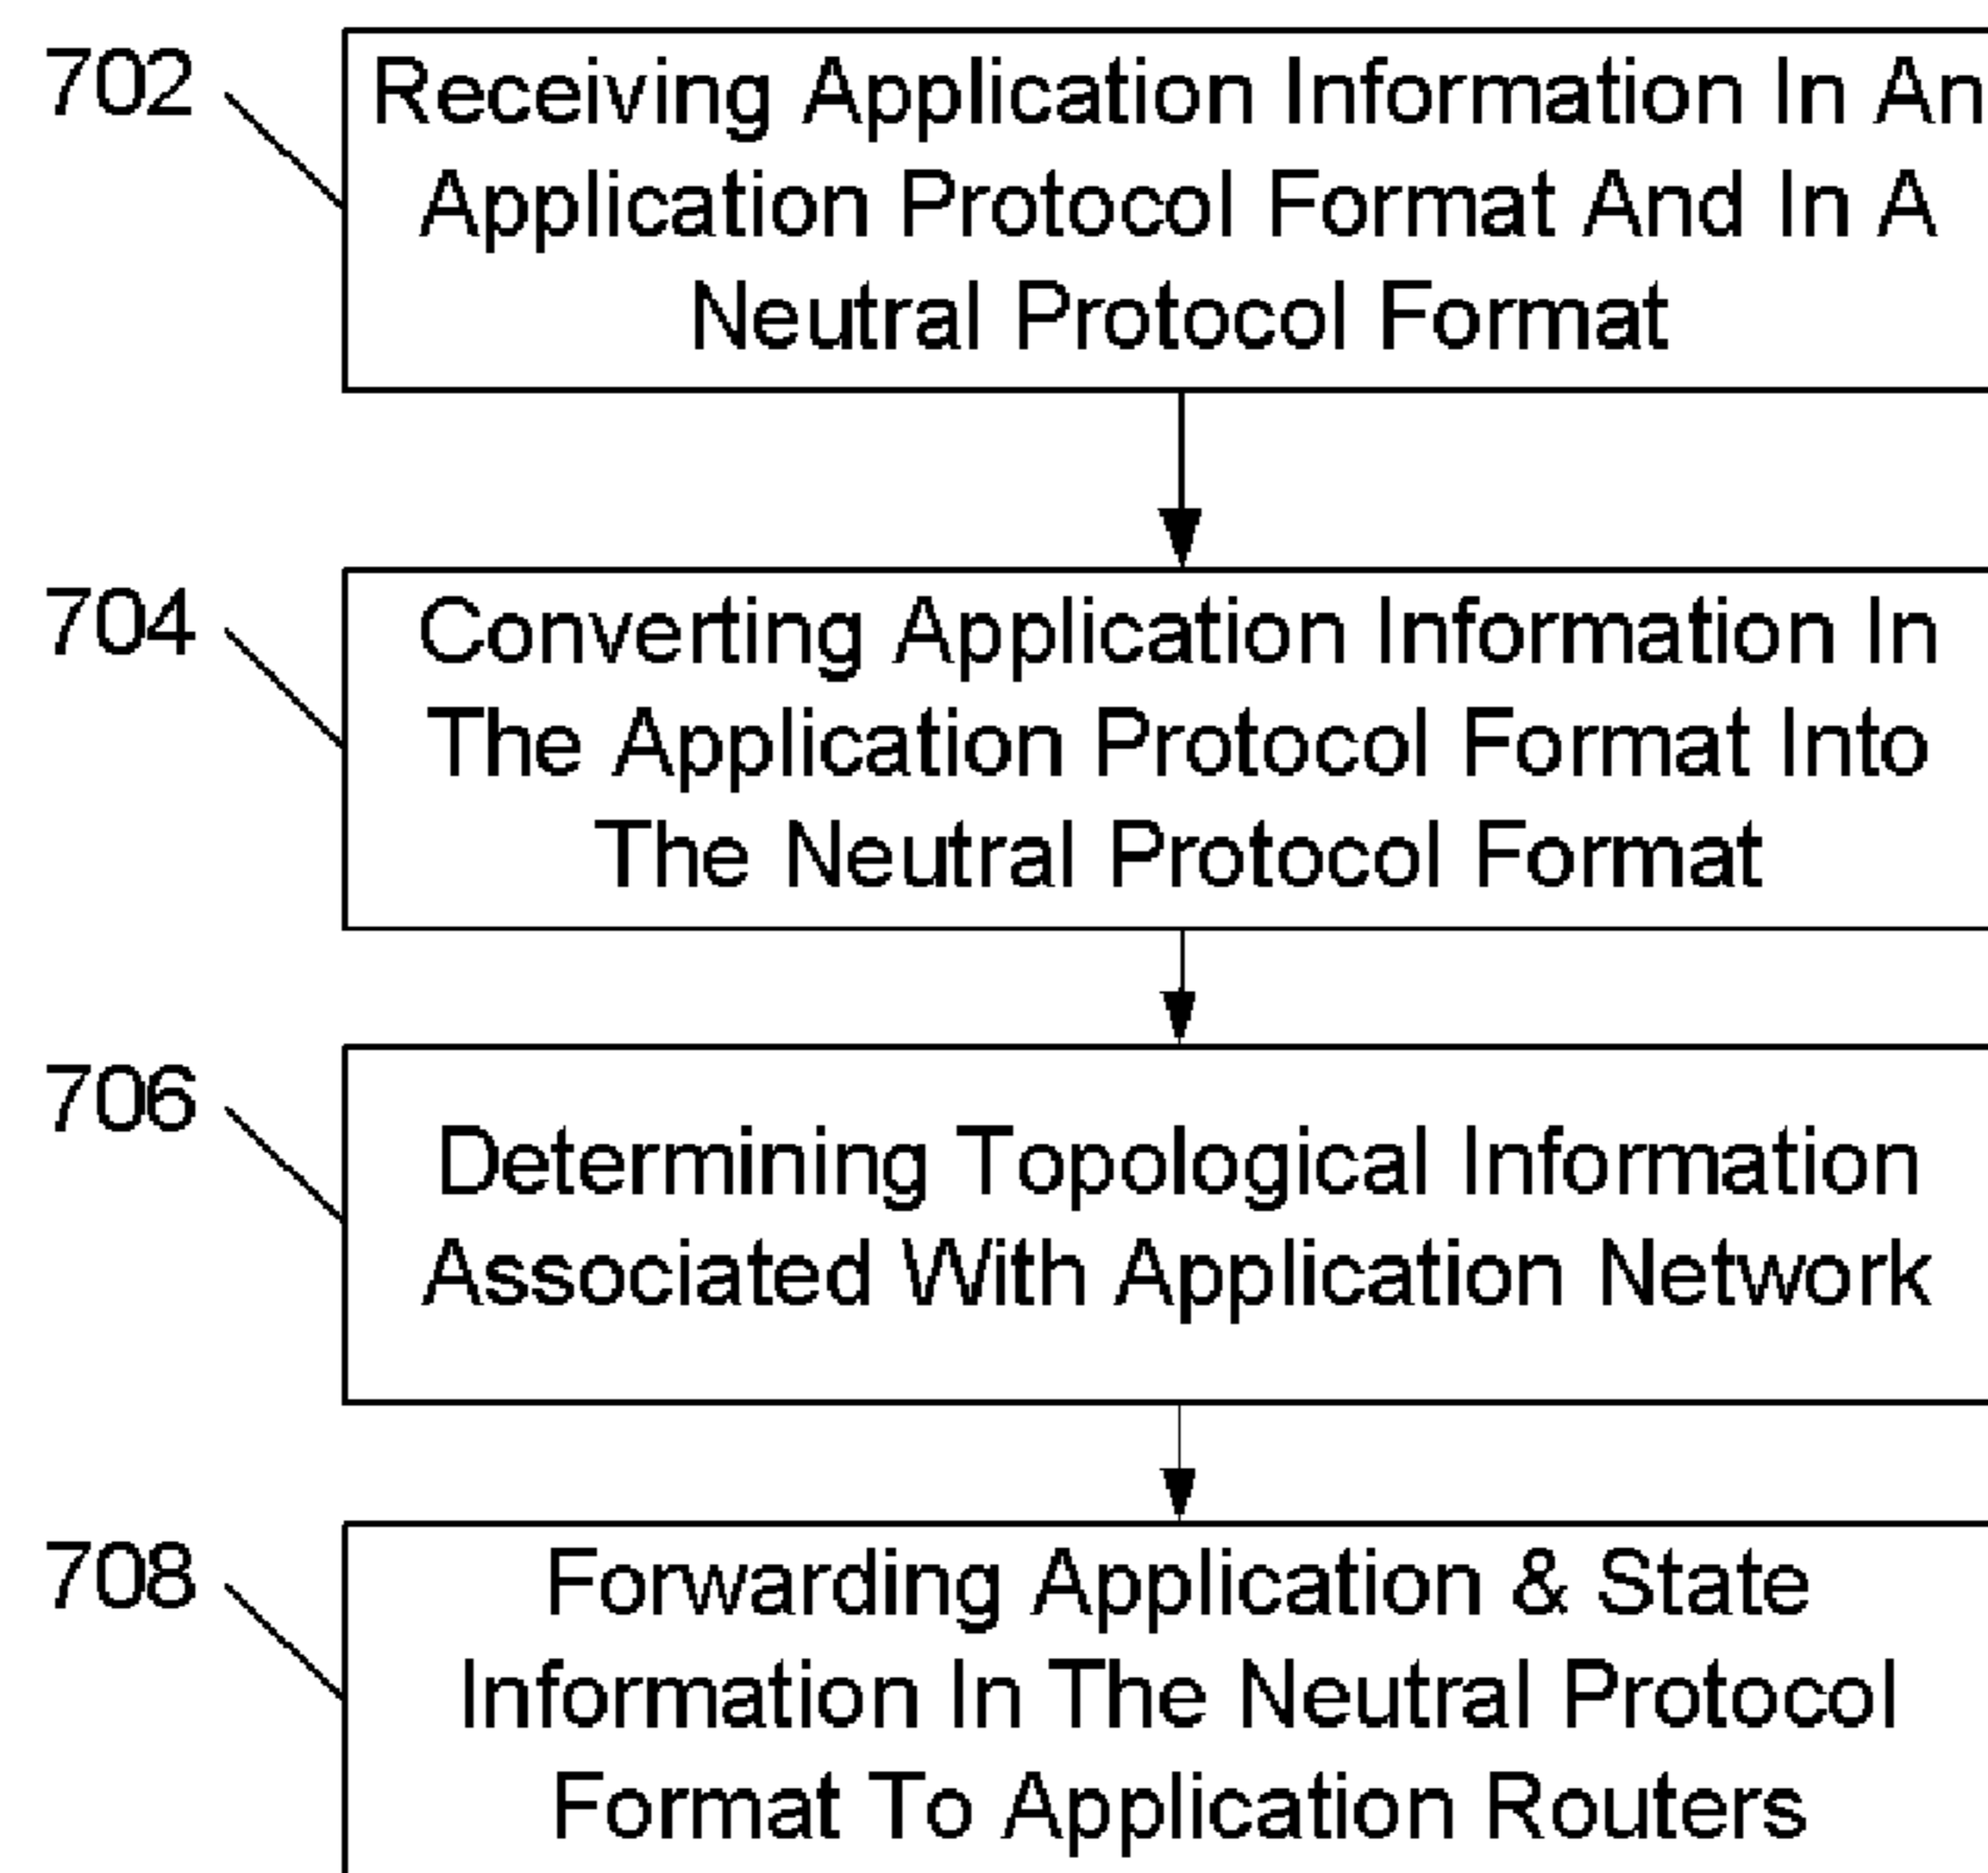 702
Receiving Application Information In An
Application Protocol Format And In A
Neutral Protocol Format
704
Converting Application Information In
The Application Protocol Format Into
The Neutral Protocol Format
706
Determining Topological Information
Associated With Application Network
708
Forwarding Application & State
Information In The Neutral Protocol
Format To Application Routers